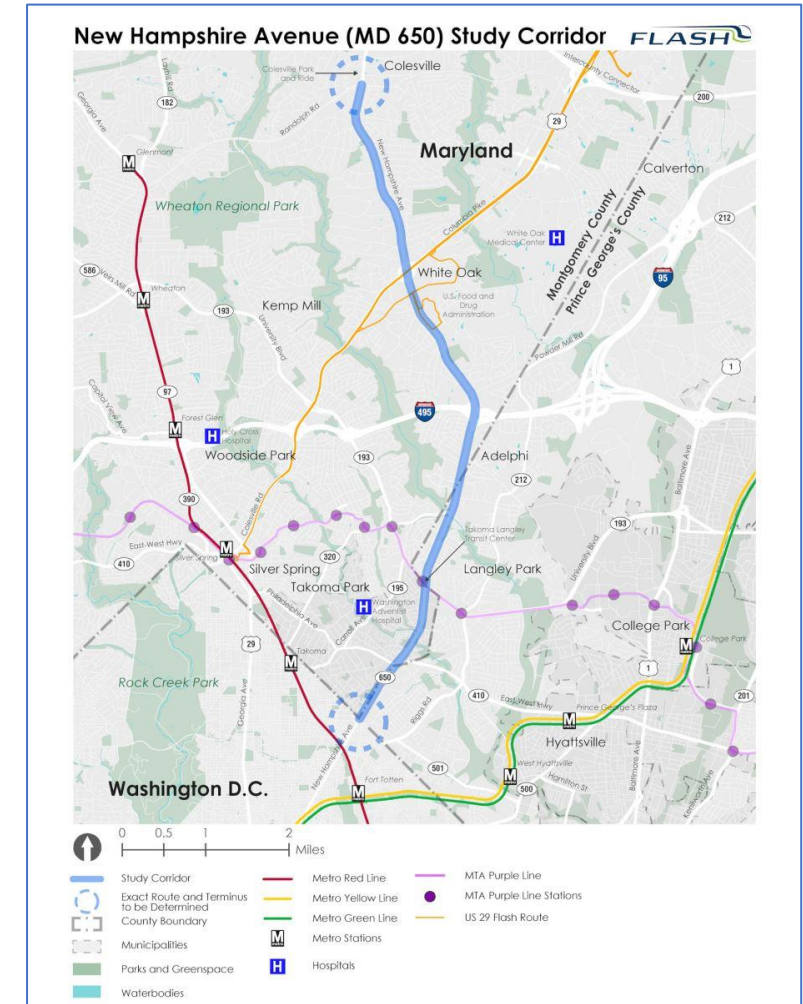 New Hampshire Avenue (MD 650) Study Corridor FLASH
Colesville Park
and Ride
Colesville
Intercounty
Connector
Layhill Rd
Georgia Ave
182
Randolph Rd
200
29
Glenmont
New Hampshire Ave
Maryland
Calverton
Wheaton Regional Park
Columbia Pike
212
White Oak
Medical Center
Montgomery County
Prince George's County
586
Veirs Mill Rd
Wheaton
White Oak
95
193
Kemp Mill
U.S. Food and
Drug
Administration
University Blvd
Powder Mill Rd
1
97
Capitol View Ave
Forest Glen
495
Holy Cross
Hospital
Woodside Park
193
Adelphi
212
Baltimore Ave
390
Colesville Rd
193
Takoma Langley
Transit Center
East-West Hwy
410
Silver Spring
Silver Spring
320
Langley Park
University Blvd
Takoma Park
195
Philadelphia Ave
Washington
Adventist
Hospital
Carroll Ave
College Park
College Park
29
Takoma
650
1
Rock Creek Park
Georgia Ave
410
East-West Hwy
Prince George's Plaza
201
Riggs Rd
Hyattsville
New Hampshire Ave
501
West Hyattsville
Washington D.C.
Fort Totten
500
Hamilton St
Baltimore Ave
Kenilworth Ave
0 0.5 1 2
Miles
Study Corridor
Exact Route and Terminus
to be Determined
County Boundary
Municipalities
Parks and Greenspace
Waterbodies
Metro Red Line
Metro Yellow Line
Metro Green Line
M Metro Stations
H Hospitals
MTA Purple Line
MTA Purple Line Stations
US 29 Flash Route